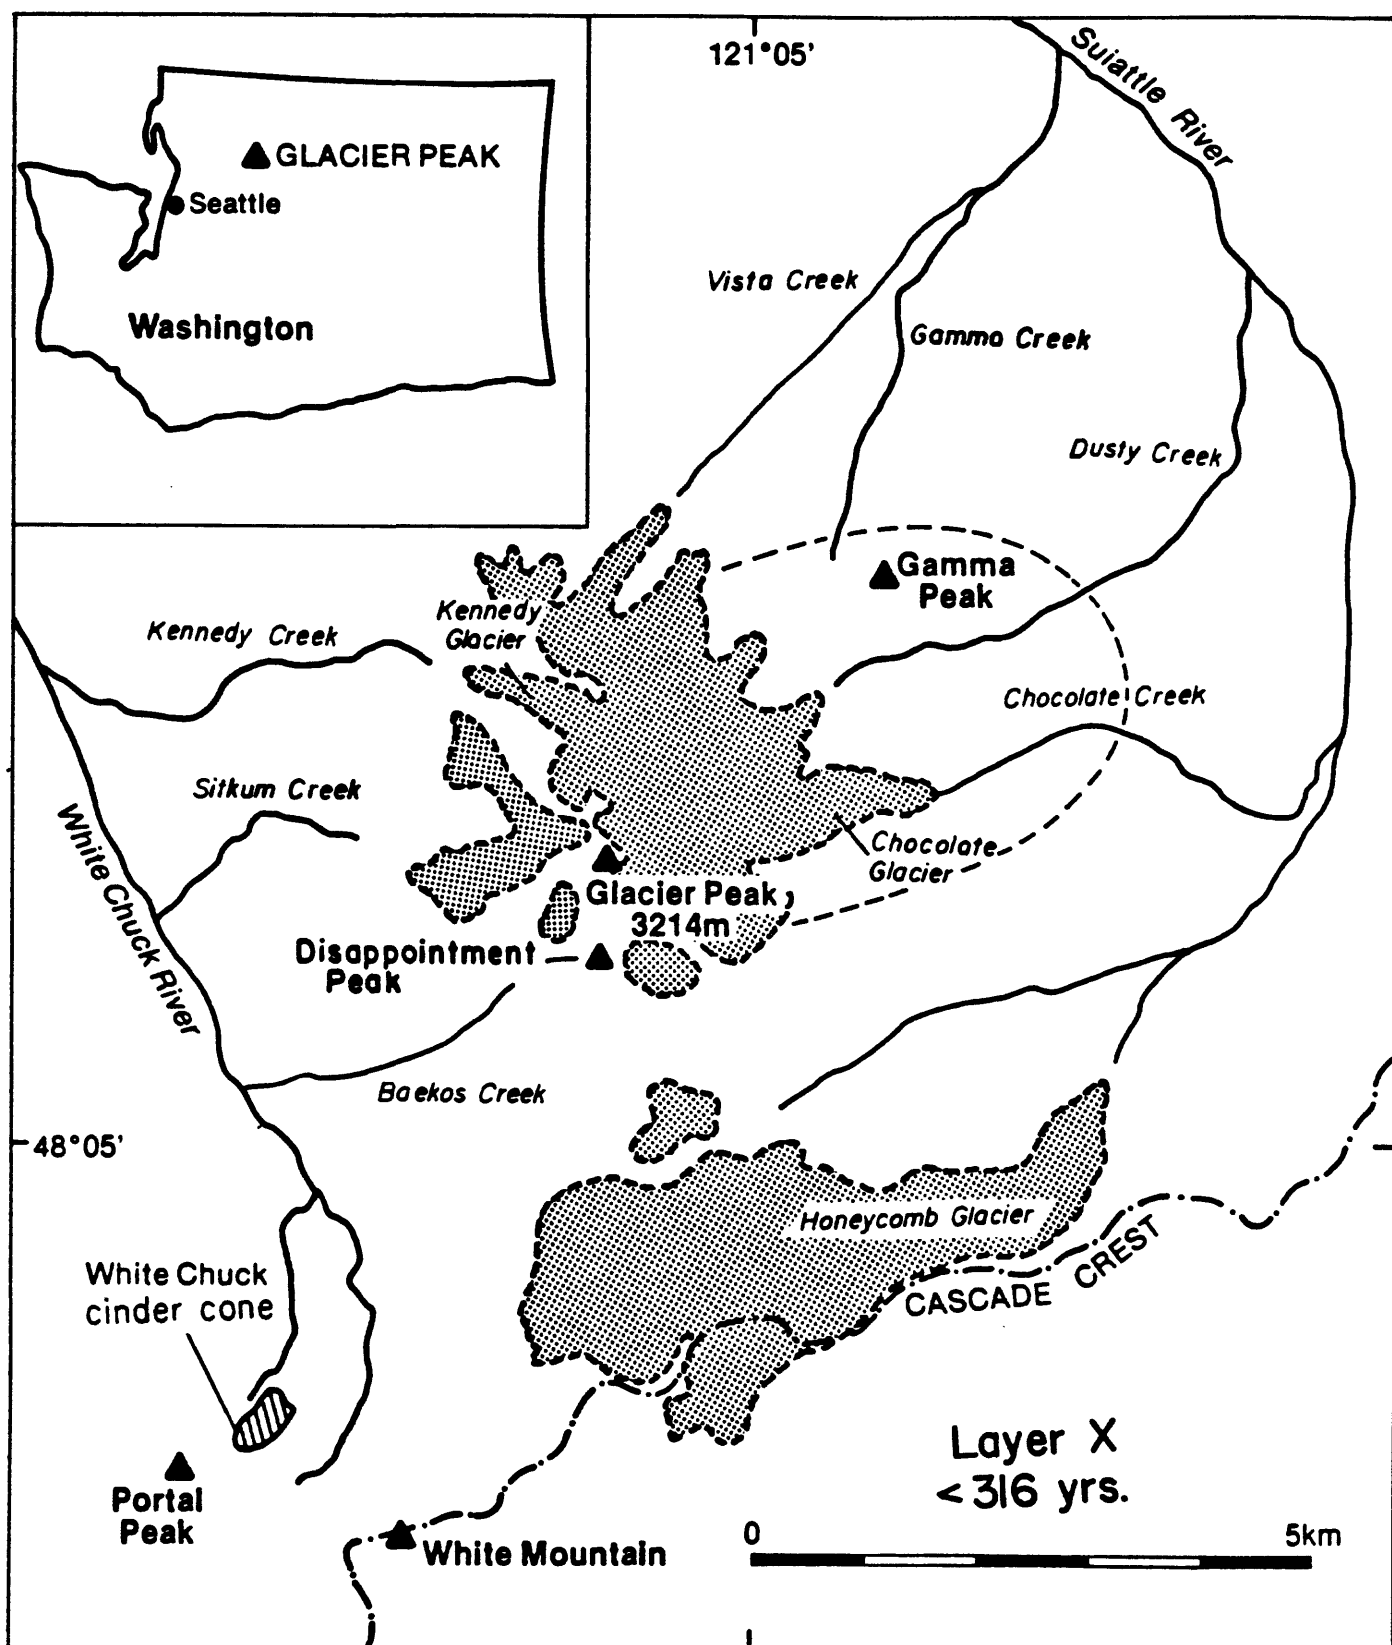 121°05'
Suiattle River
GLACIER PEAK
Seattle
Washington
Vista Creek
Gamma Creek
Dusty Creek
Gamma
Peak
Kennedy
Glacier
Kennedy Creek
Chocolate Creek
Sitkum Creek
White Chuck River
Chocolate
Glacier
Glacier Peak
3214m
Disappointment
Peak
Baekos Creek
48°05'
Honeycomb Glacier
CASCADE CREST
White Chuck
cinder cone
Layer X
<316 yrs.
Portal
Peak
White Mountain
0
5km